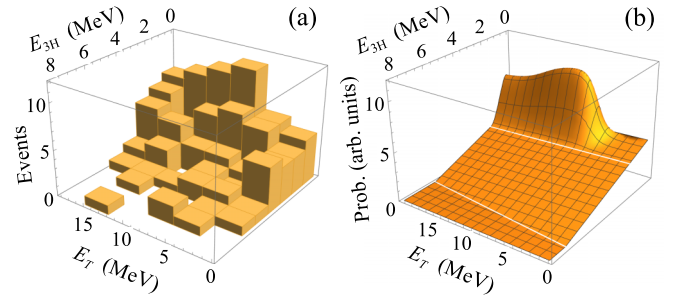 (a)
E3H (MeV)
8 6 4 2 0
Events
10
5
0
15 10 5 0
ET (MeV)
(b)
E3H (MeV)
8 6 4 2 0
Prob. (arb. units)
10
5
0
15 10 5 0
ET (MeV)